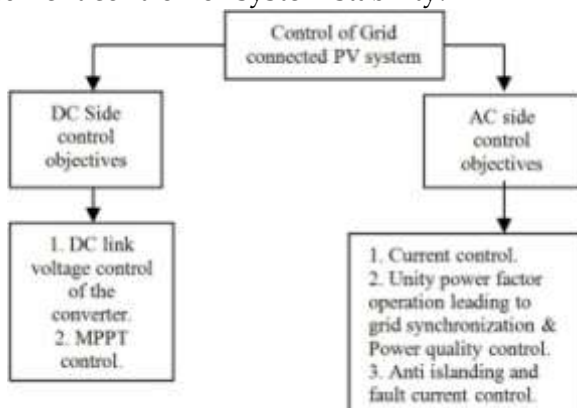 Control of Grid
connected PV system
DC Side
control
objectives
AC side
control
objectives
1. DC link
voltage control
of the
converter.
2. MPPT
control.
1. Current control.
2. Unity power factor
operation leading to
grid synchronization &
Power quality control.
3. Anti islanding and
fault current control.